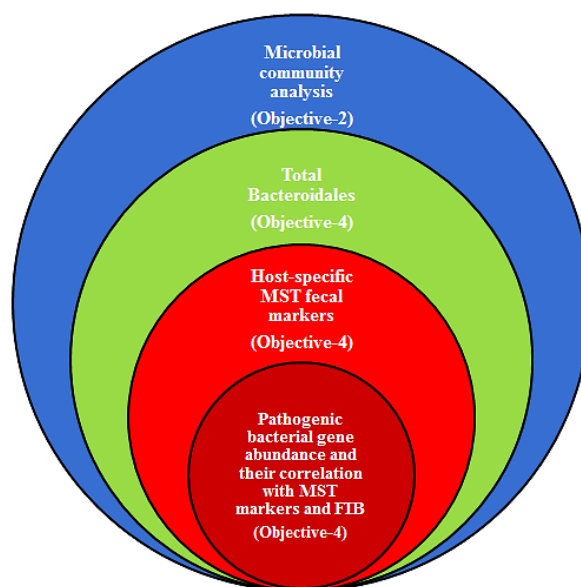 Microbial
community
analysis
(Objective-2)
Total
Bacteroidales
(Objective-4)
Host-specific
MST fecal
markers
(Objective-4)
Pathogenic
bacterial gene
abundance and
their correlation
with MST
markers and FIB
(Objective-4)